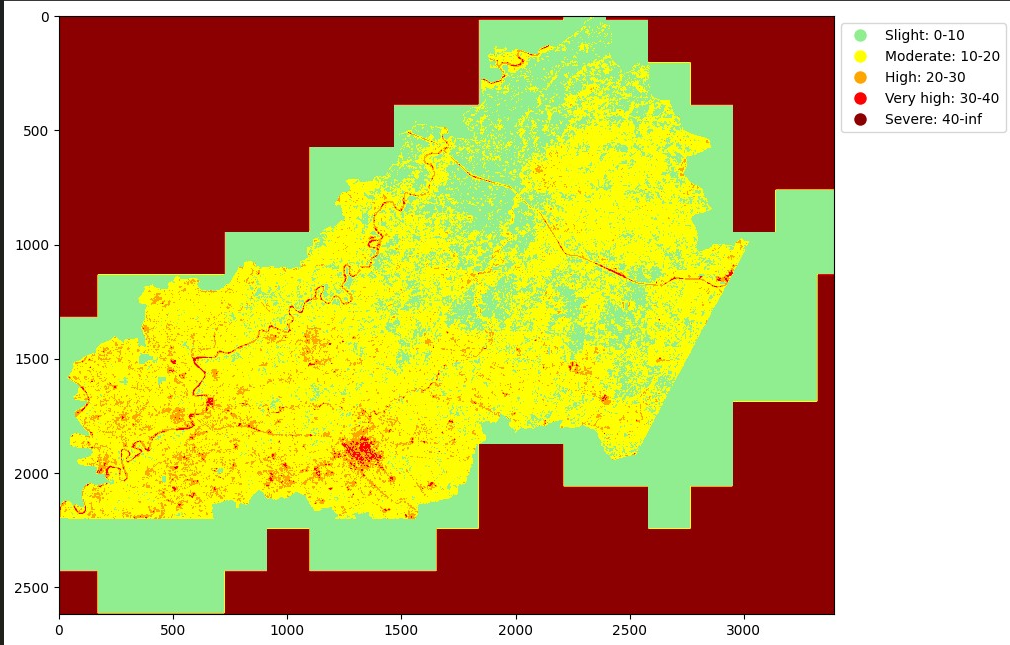 0
500
1000
1500
2000
2500
0
500
1000
1500
2000
2500
3000
Slight: 0-10
Moderate: 10-20
High: 20-30
Very high: 30-40
Severe: 40-inf